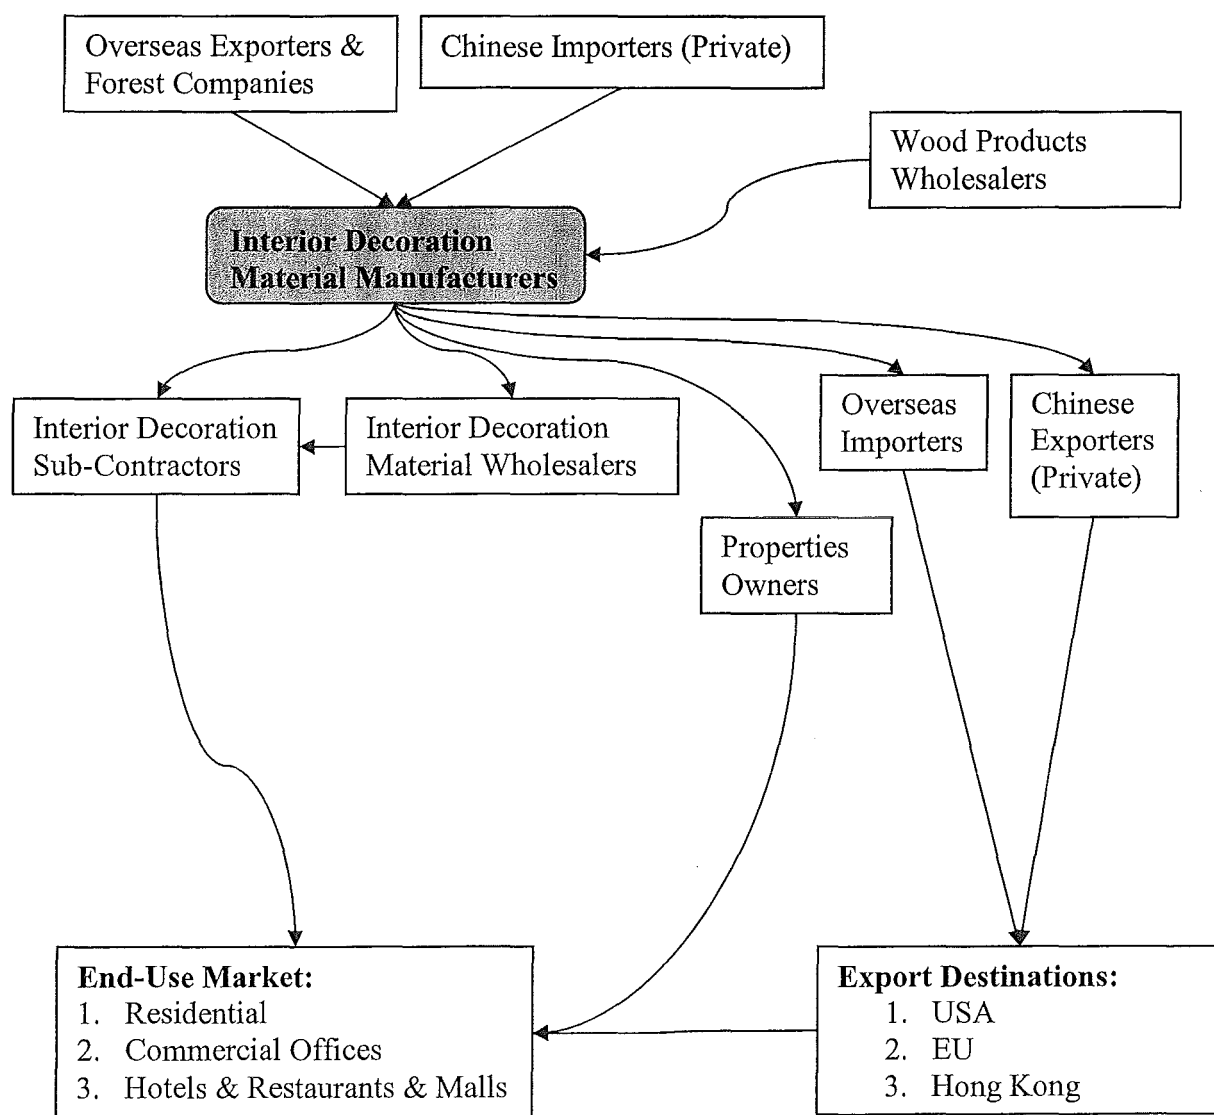 Overseas Exporters &
Forest Companies
Chinese Importers (Private)
Wood Products
Wholesalers
Interior Decoration
Material Manufacturers
Interior Decoration
Sub-Contractors
Interior Decoration
Material Wholesalers
Overseas
Importers
Chinese
Exporters
(Private)
Properties
Owners
End-Use Market:
1. Residential
2. Commercial Offices
3. Hotels & Restaurants & Malls
Export Destinations:
1. USA
2. EU
3. Hong Kong